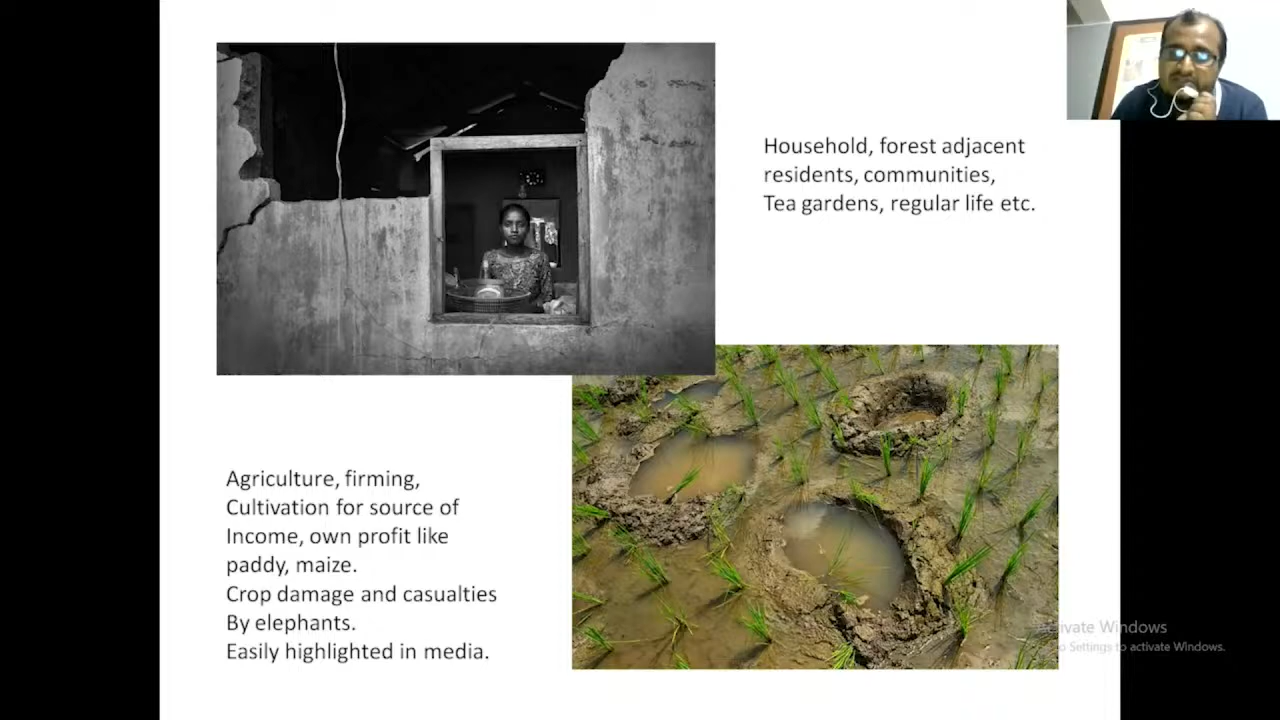 Household, forest adjacent
residents, communities,
Tea gardens, regular life etc.
Agriculture, firming,
Cultivation for source of
Income, own profit like
paddy, maize.
Crop damage and casualties
By elephants.
Easily highlighted in media.
Activate Windows
to Settings to activate Windows.